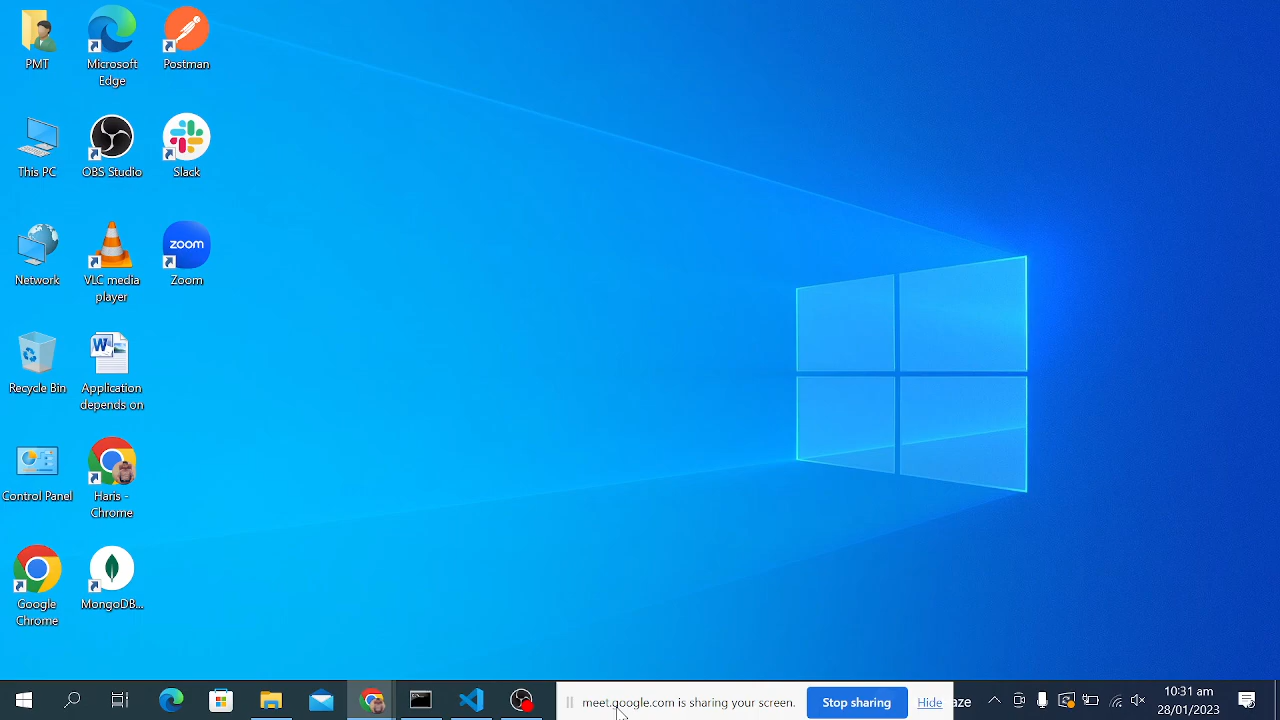 PMT
Microsoft
Edge
Postman
This PC
OBS Studio
Slack
Network
VLC media
player
zoom
Zoom
Recycle Bin
Application
depends on
Control Panel
Haris -
Chrome
Google
Chrome
MongoDB...
meet.google.com is sharing your screen.
Stop sharing
Hide
aze
10:31 am
28/01/2023